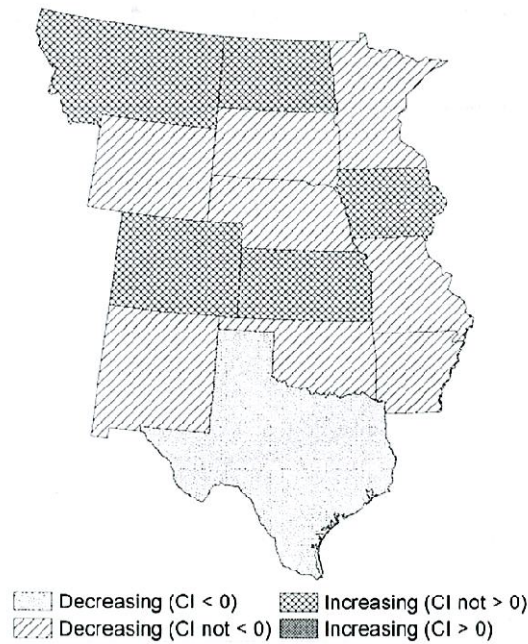 Decreasing (CI < 0)
Increasing (CI not > 0)
Decreasing (CI not < 0)
Increasing (CI > 0)